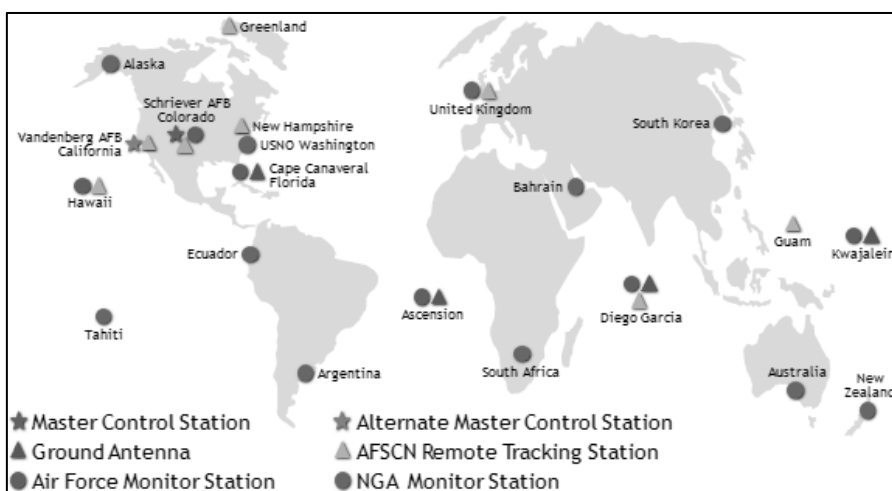 Greenland
Alaska
Schriever AFB
Colorado
United Kingdom
New Hampshire
South Korea
Vandenberg AFB
California
USNO Washington
Cape Canaveral
Florida
Bahrain
Hawaii
Guam
Kwajalein
Ecuador
Ascension
Diego Garcia
Tahiti
South Africa
Argentina
Australia
New
Zealand
Master Control Station
Alternate Master Control Station
Ground Antenna
AFSCN Remote Tracking Station
Air Force Monitor Station
NGA Monitor Station